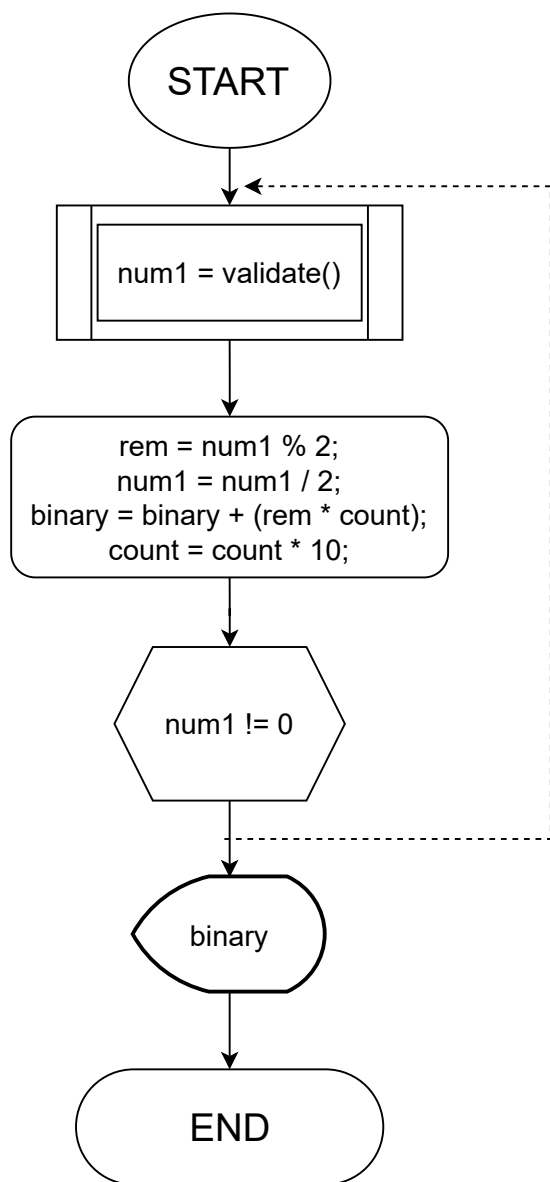 START
num1 = validate()
rem = num1 % 2;
num1 = num1 / 2;
binary = binary + (rem * count);
count = count * 10;
num1 != 0
binary
END